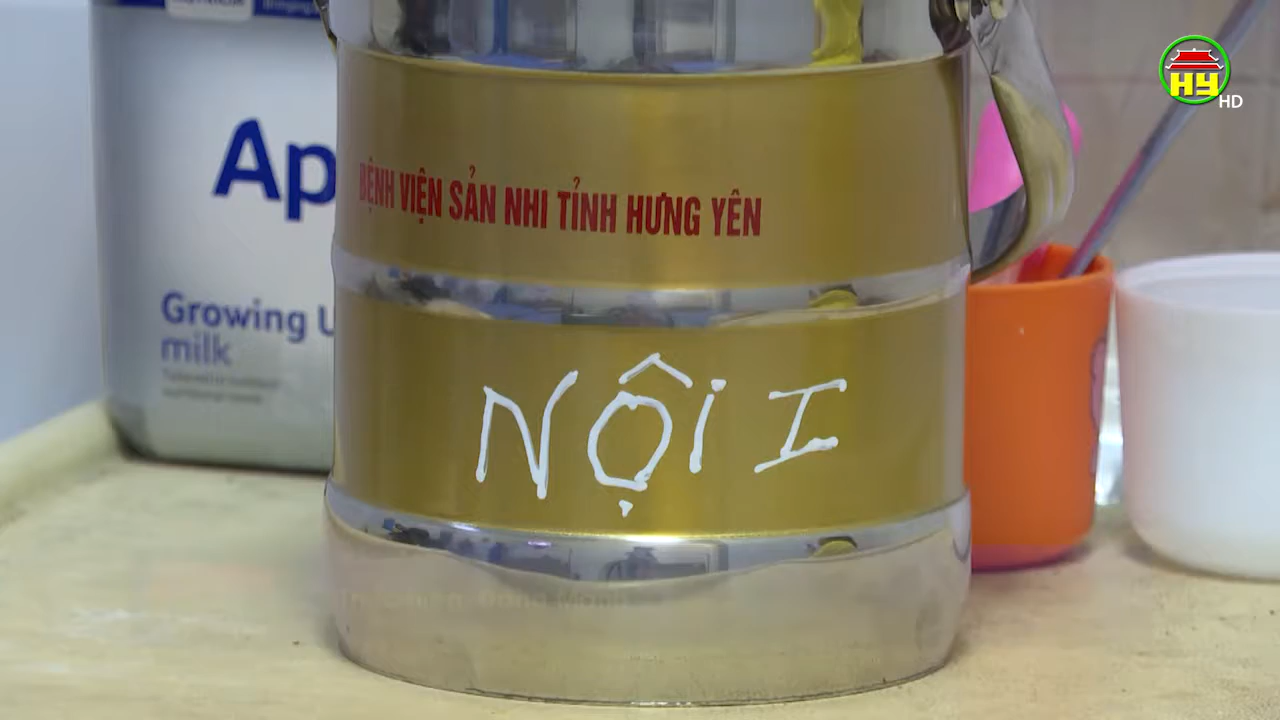 Ap
Growing U
milk
BỆNH VIỆN SẢN NHI TỈNH HƯNG YÊN
NỘI I
HY
HD